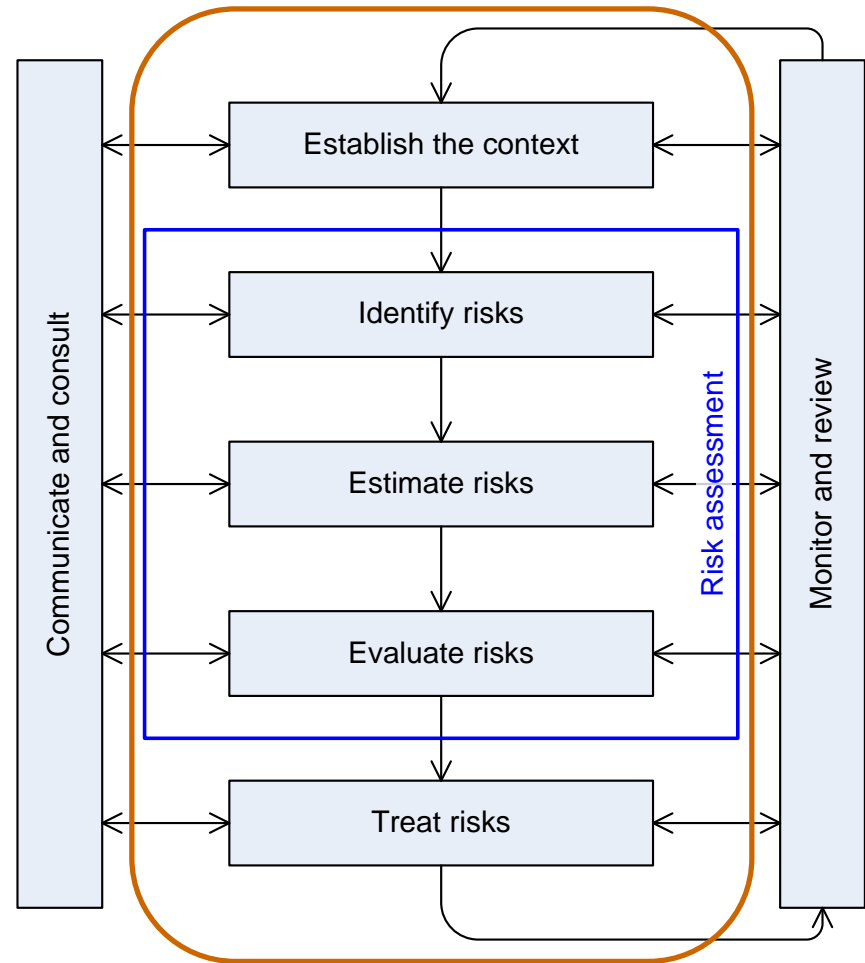 Establish the context
Identify risks
Estimate risks
Evaluate risks
Treat risks
Communicate and consult
Risk assessment
Monitor and review